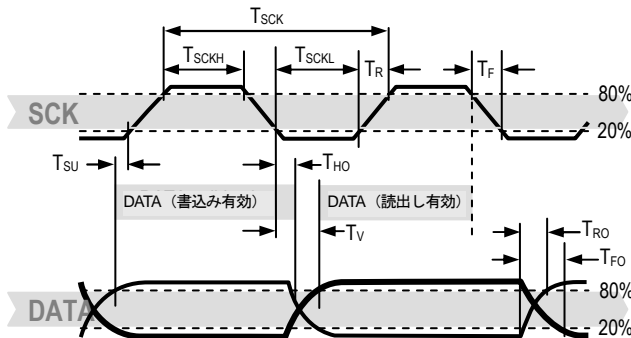 TSCK
TSCKH TSCKL TR TF
80%
SCK
20%
TSU THO
DATA（書込み有効） DATA（読出し有効）
TV
TRO
TFO
80%
DATA
20%